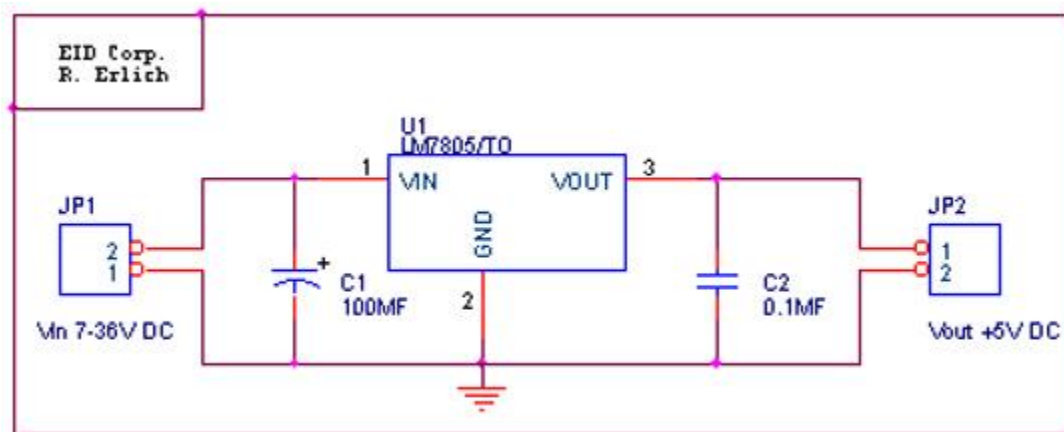 EID Corp.
R. Erlich
U1
LM7805/TO
1
VIN
VOUT
3
GND
2
JP1
2
1
Vin 7-36V DC
+
C1
100MF
C2
0.1MF
JP2
1
2
Vout +5V DC